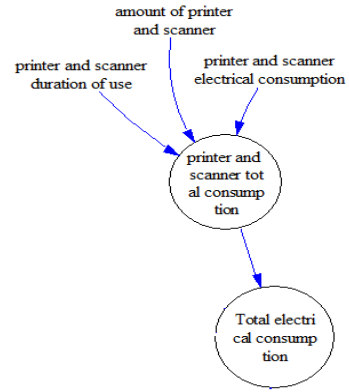 amount of printer
and scanner
printer and scanner
duration of use
printer and scanner
electrical consumption
printer and
scanner tot
al consump
tion
Total electri
cal consump
tion